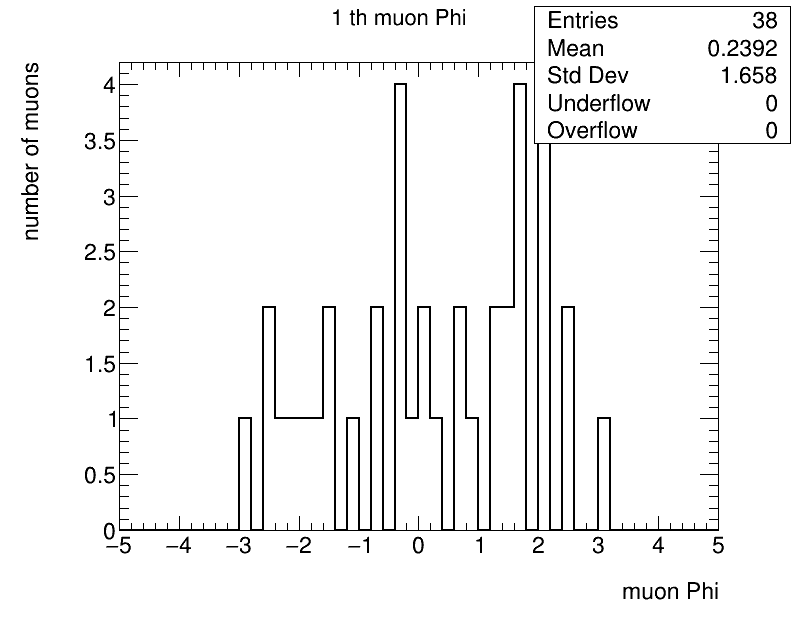 1 th muon Phi
Entries 38
Mean 0.2392
Std Dev 1.658
Underflow 0
Overflow 0
number of muons
4
3.5
3
2.5
2
1.5
1
0.5
0
−5 −4 −3 −2 −1 0 1 2 3 4 5
muon Phi